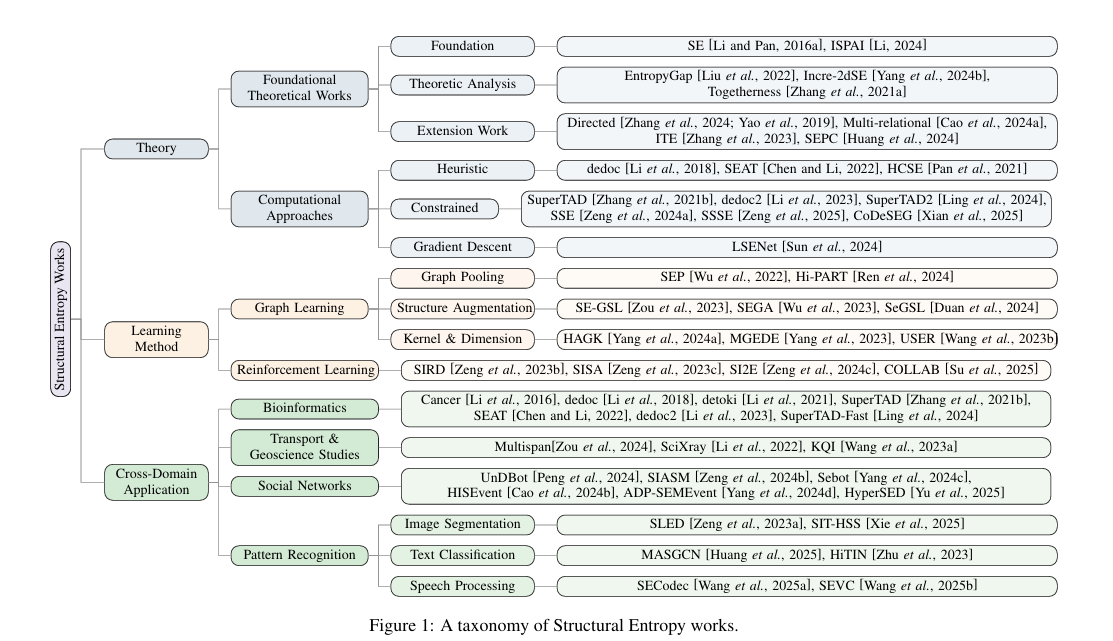 Structural Entropy Works
Theory
Foundational
Theoretical Works
Foundation
SE [Li and Pan, 2016a], ISPAI [Li, 2024]
Theoretic Analysis
EntropyGap [Liu et al., 2022], Incre-2dSE [Yang et al., 2024b],
Togetherness [Zhang et al., 2021a]
Extension Work
Directed [Zhang et al., 2024; Yao et al., 2019], Multi-relational [Cao et al., 2024a],
ITE [Zhang et al., 2023], SEPC [Huang et al., 2024]
Computational
Approaches
Heuristic
dedoc [Li et al., 2018], SEAT [Chen and Li, 2022], HCSE [Pan et al., 2021]
Constrained
SuperTAD [Zhang et al., 2021b], dedoc2 [Li et al., 2023], SuperTAD2 [Ling et al., 2024],
SSE [Zeng et al., 2024a], SSSE [Zeng et al., 2025], CoDeSEG [Xian et al., 2025]
Gradient Descent
LSENet [Sun et al., 2024]
Learning
Method
Graph Learning
Graph Pooling
SEP [Wu et al., 2022], Hi-PART [Ren et al., 2024]
Structure Augmentation
SE-GSL [Zou et al., 2023], SEGA [Wu et al., 2023], SeGSL [Duan et al., 2024]
Kernel & Dimension
HAGK [Yang et al., 2024a], MGEDE [Yang et al., 2023], USER [Wang et al., 2023b]
Reinforcement Learning
SIRD [Zeng et al., 2023b], SISA [Zeng et al., 2023c], SI2E [Zeng et al., 2024c], COLLAB [Su et al., 2025]
Cross-Domain
Application
Bioinformatics
Cancer [Li et al., 2016], dedoc [Li et al., 2018], detoki [Li et al., 2021], SuperTAD [Zhang et al., 2021b],
SEAT [Chen and Li, 2022], dedoc2 [Li et al., 2023], SuperTAD-Fast [Ling et al., 2024]
Transport &
Geoscience Studies
Multispan[Zou et al., 2024], SciXray [Li et al., 2022], KQI [Wang et al., 2023a]
Social Networks
UnDBot [Peng et al., 2024], SIASM [Zeng et al., 2024b], Sebot [Yang et al., 2024c],
HISEvent [Cao et al., 2024b], ADP-SEMEvent [Yang et al., 2024d], HyperSED [Yu et al., 2025]
Pattern Recognition
Image Segmentation
SLED [Zeng et al., 2023a], SIT-HSS [Xie et al., 2025]
Text Classification
MASGCN [Huang et al., 2025], HiTIN [Zhu et al., 2023]
Speech Processing
SECodec [Wang et al., 2025a], SEVC [Wang et al., 2025b]
Figure 1: A taxonomy of Structural Entropy works.